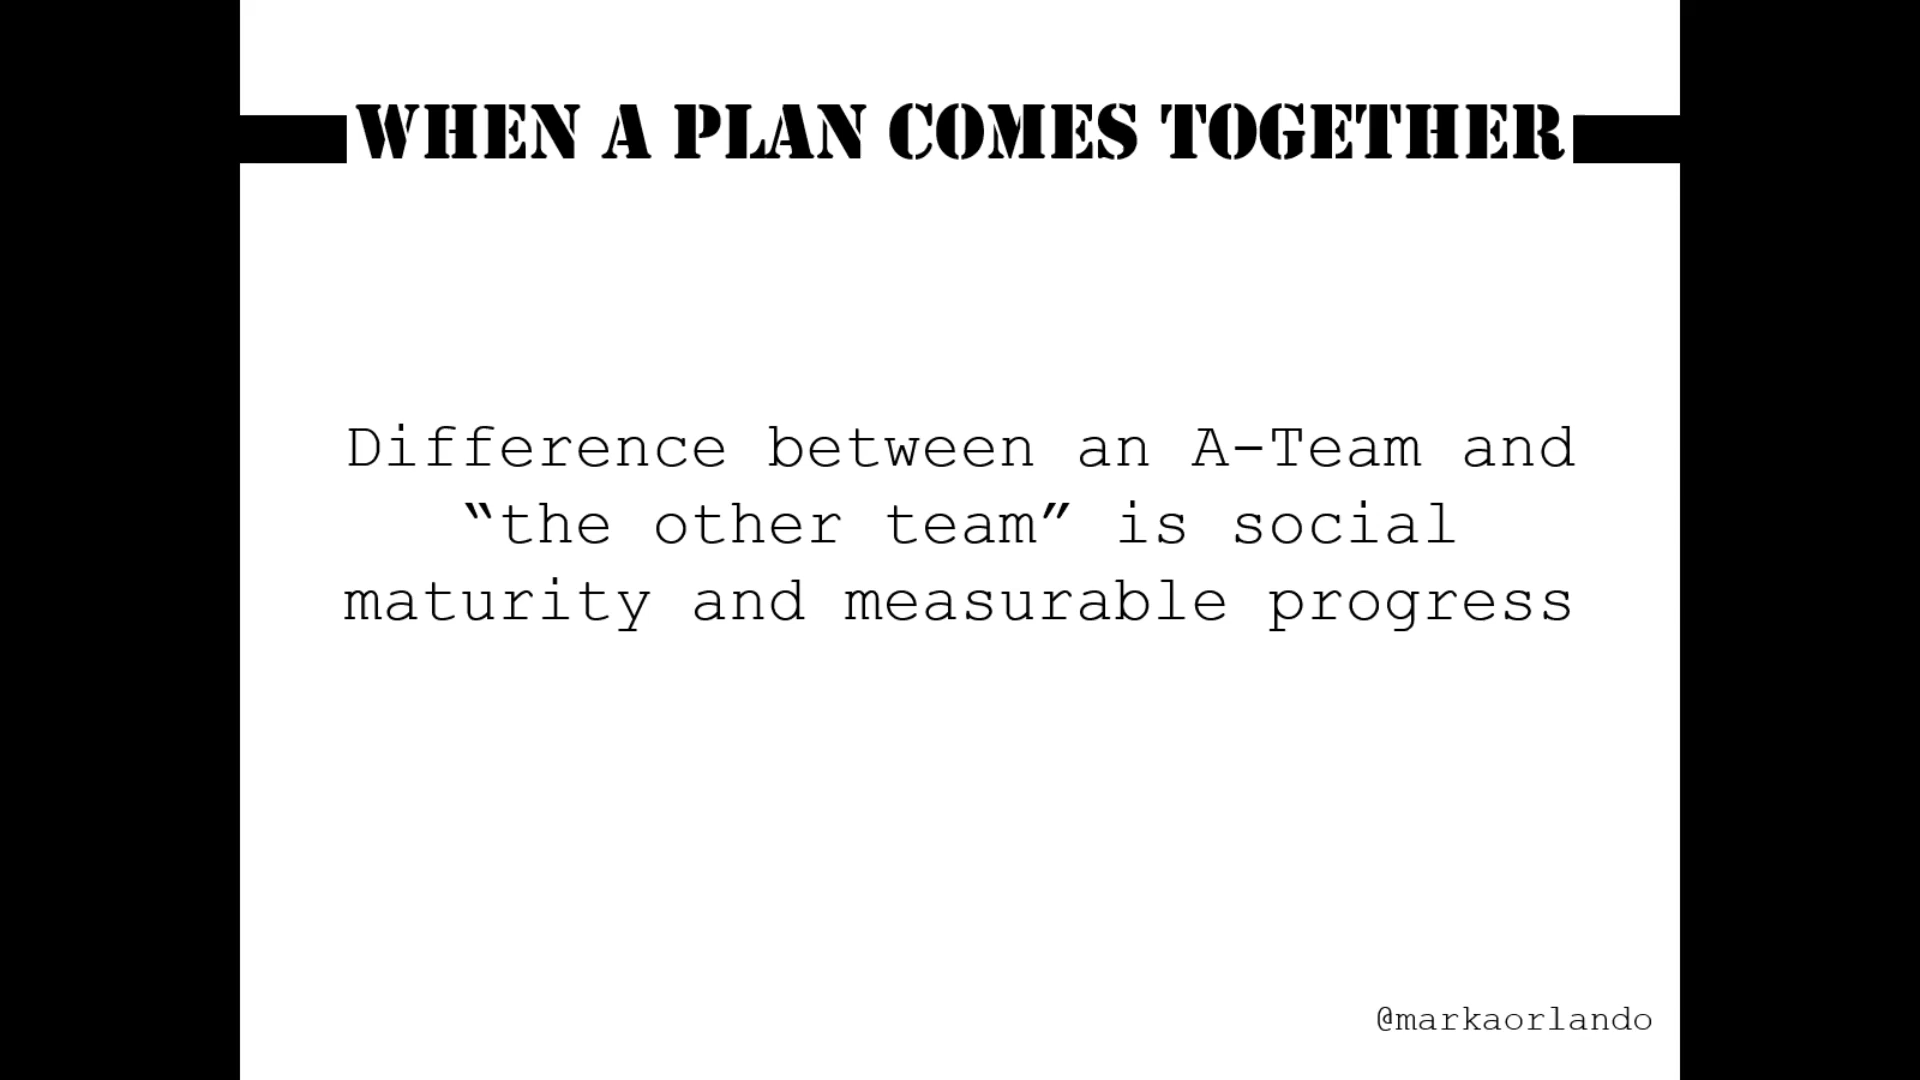 WHEN A PLAN COMES TOGETHER
Difference between an A-Team and
“the other team” is social
maturity and measurable progress
@markaorlando